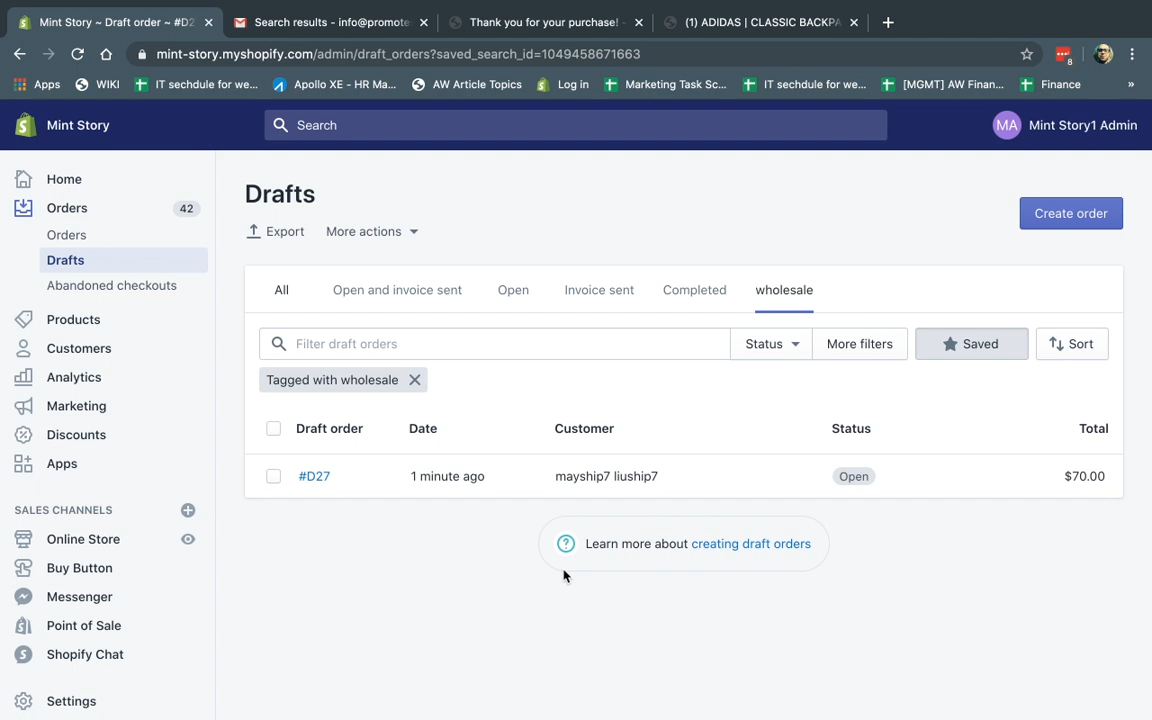 Mint Story ~ Draft order ~ #D2
Search results - info@promote
Thank you for your purchase! -
(1) ADIDAS | CLASSIC BACKPA
mint-story.myshopify.com/admin/draft_orders?saved_search_id=1049458671663
8
Apps
WIKI
IT sechdule for we...
Apollo XE - HR Ma...
AW Article Topics
Log in
Marketing Task Sc...
IT sechdule for we...
[MGMT] AW Finan...
Finance
»
Mint Story
Search
MA
Mint Story1 Admin
Home
Orders
42
Orders
Drafts
Abandoned checkouts
Products
Customers
Analytics
Marketing
Discounts
Apps
SALES CHANNELS
Online Store
Buy Button
Messenger
Point of Sale
Shopify Chat
Settings
Drafts
Export
More actions
Create order
All
Open and invoice sent
Open
Invoice sent
Completed
wholesale
Filter draft orders
Status
More filters
Saved
Sort
Tagged with wholesale
Draft order
Date
Customer
Status
Total
#D27
1 minute ago
mayship7 liuship7
Open
$70.00
Learn more about creating draft orders